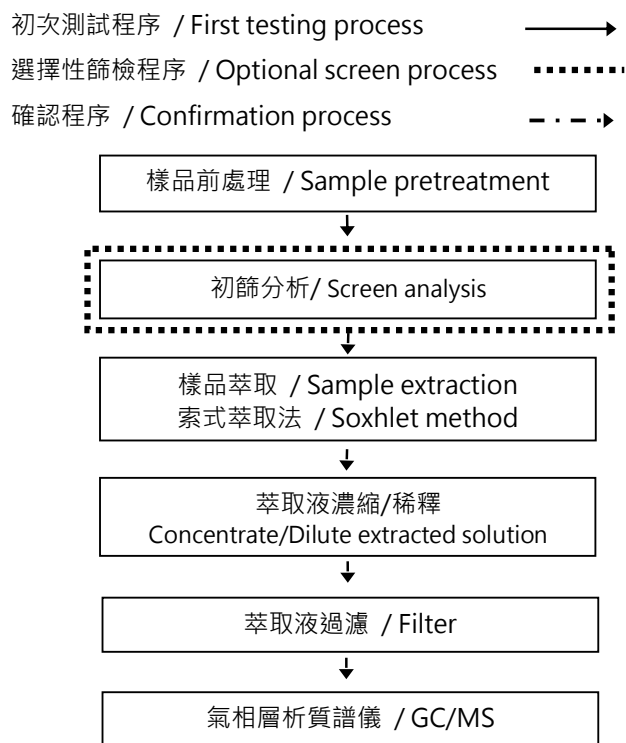 初次測試程序 / First testing process
選擇性篩檢程序 / Optional screen process
確認程序 / Confirmation process
樣品前處理 / Sample pretreatment
初篩分析/ Screen analysis
樣品萃取 / Sample extraction
索式萃取法 / Soxhlet method
萃取液濃縮/稀釋
Concentrate/Dilute extracted solution
萃取液過濾 / Filter
氣相層析質譜儀 / GC/MS